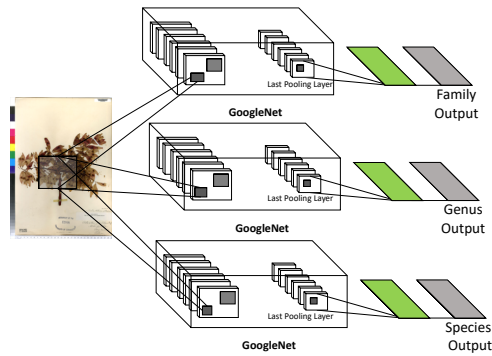 Last Pooling Layer
GoogleNet
Family
Output
Last Pooling Layer
GoogleNet
Genus
Output
Last Pooling Layer
GoogleNet
Species
Output